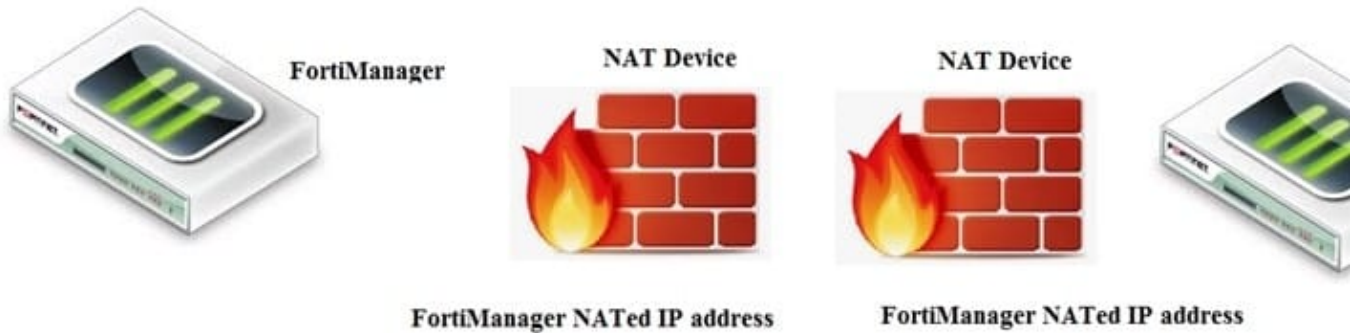 FortiManager
NAT Device
NAT Device
FortiManager NATed IP address
FortiManager NATed IP address